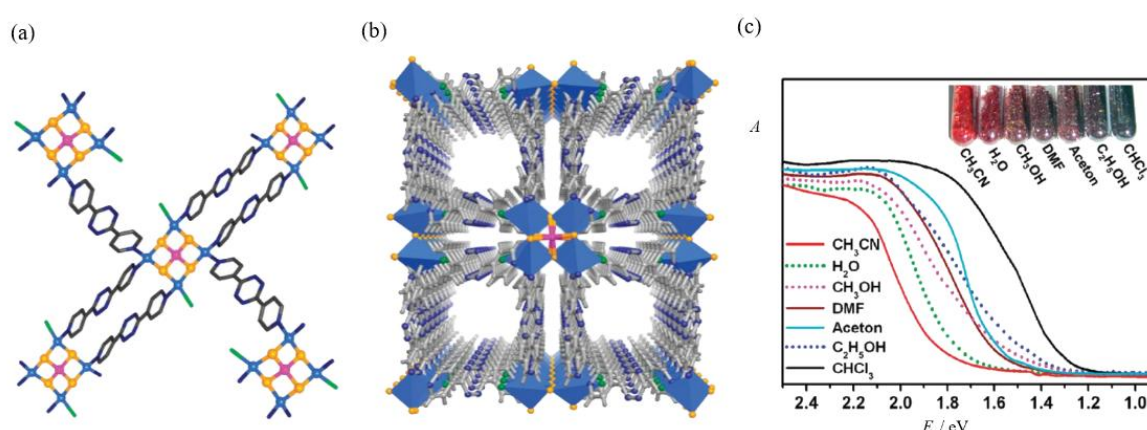 (a)
(b)
(c)
A
CH₃CN
H₂O
CH₃OH
DMF
Aceton
C₂H₅OH
CHCl₃
CH₃CN
H₂O
CH₃OH
DMF
Aceton
C₂H₅OH
CHCl₃
2.4 2.2 2.0 1.8 1.6 1.4 1.2 1.0
E / eV